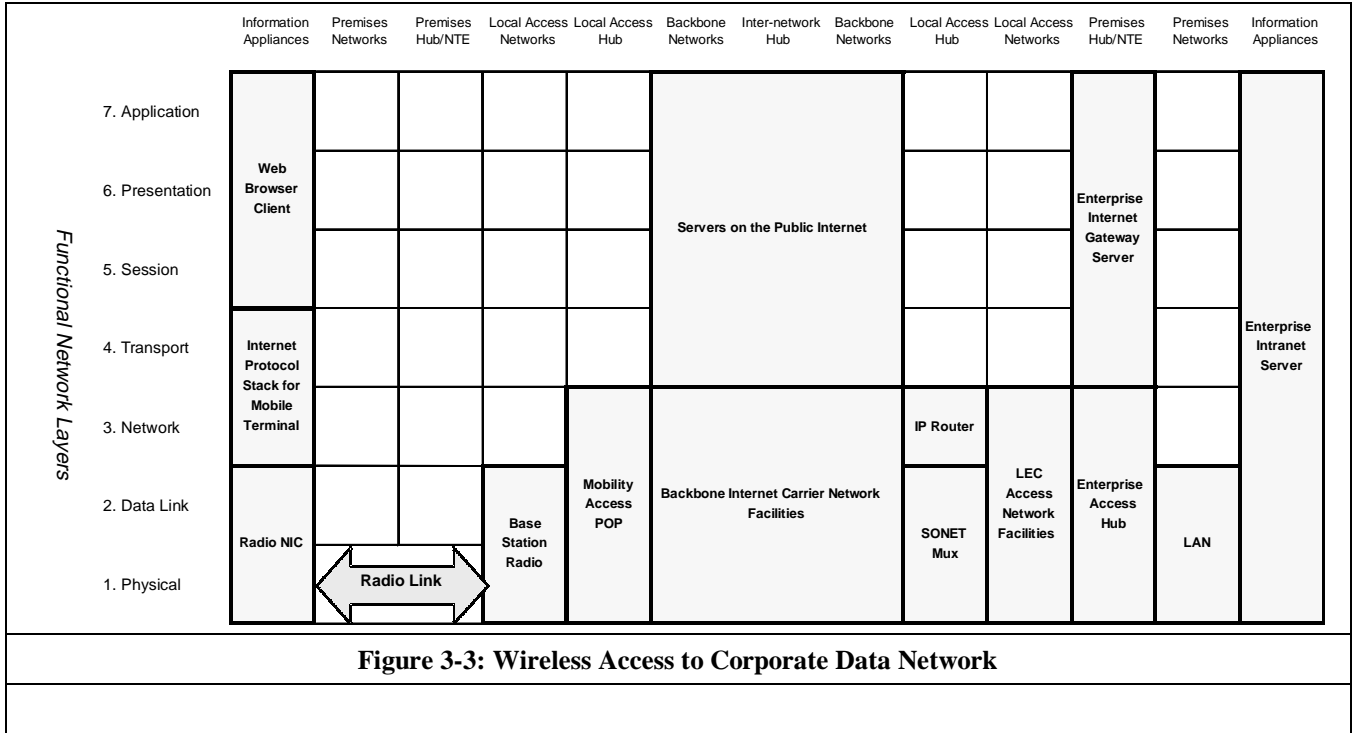 Information Appliances
Premises Networks
Premises Hub/NTE
Local Access Networks
Local Access Hub
Backbone Networks
Inter-network Hub
Backbone Networks
Local Access Hub
Local Access Networks
Premises Hub/NTE
Premises Networks
Information Appliances
Functional Network Layers
7. Application
6. Presentation
5. Session
4. Transport
3. Network
2. Data Link
1. Physical
Web
Browser
Client
Internet
Protocol
Stack for
Mobile
Terminal
Radio NIC
Radio Link
Base
Station
Radio
Mobility
Access
POP
Servers on the Public Internet
Backbone Internet Carrier Network
Facilities
IP Router
SONET
Mux
LEC
Access
Network
Facilities
Enterprise
Internet
Gateway
Server
Enterprise
Access
Hub
LAN
Enterprise
Intranet
Server
Figure 3-3: Wireless Access to Corporate Data Network